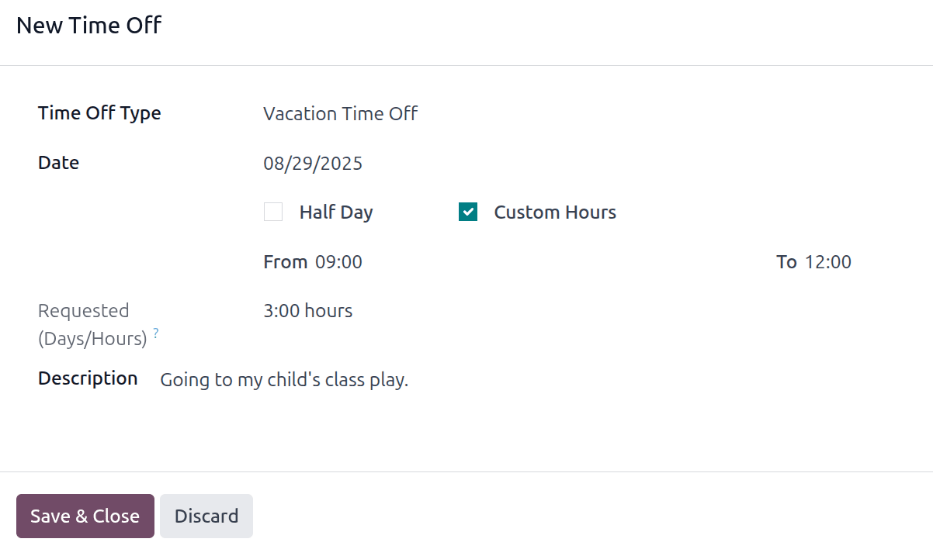 New Time Off
Time Off Type Vacation Time Off
Date 08/29/2025
Half Day Custom Hours
From 09:00 To 12:00
Requested 3:00 hours
(Days/Hours) ?
Description Going to my child's class play.
Save & Close Discard